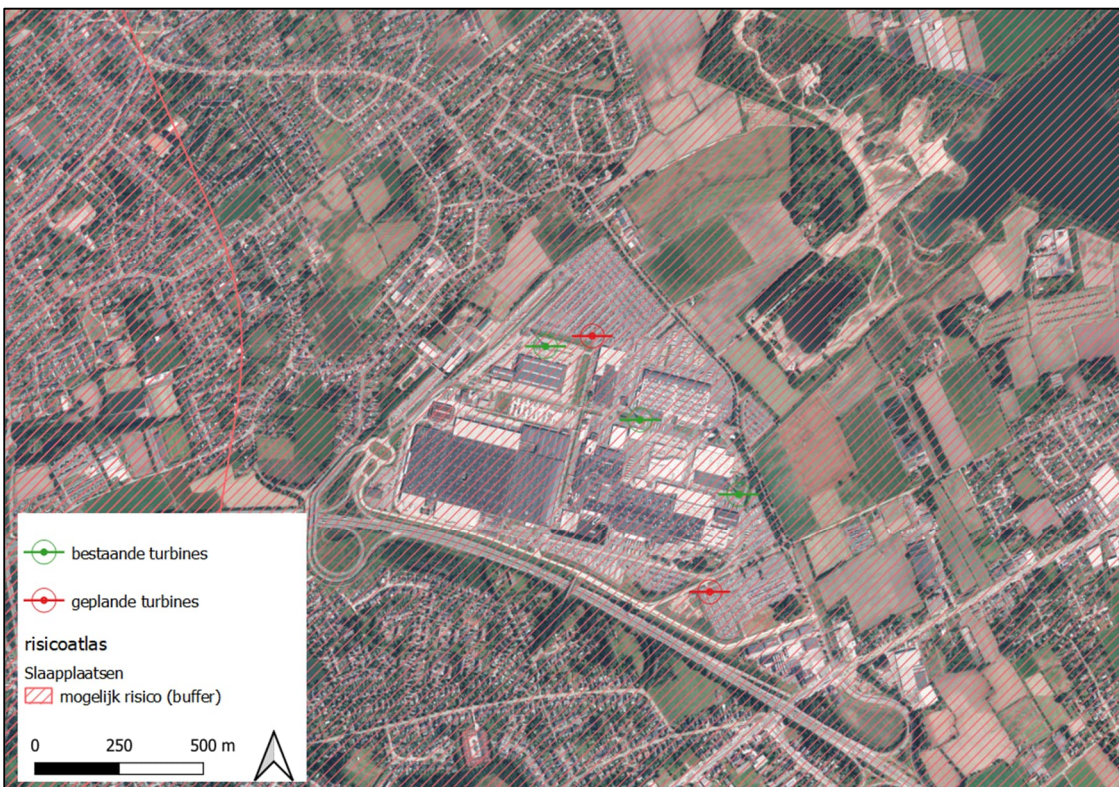 bestaande turbines
geplande turbines
risicoatlas
Slaapplaatsen
mogelijk risico (buffer)
0 250 500 m